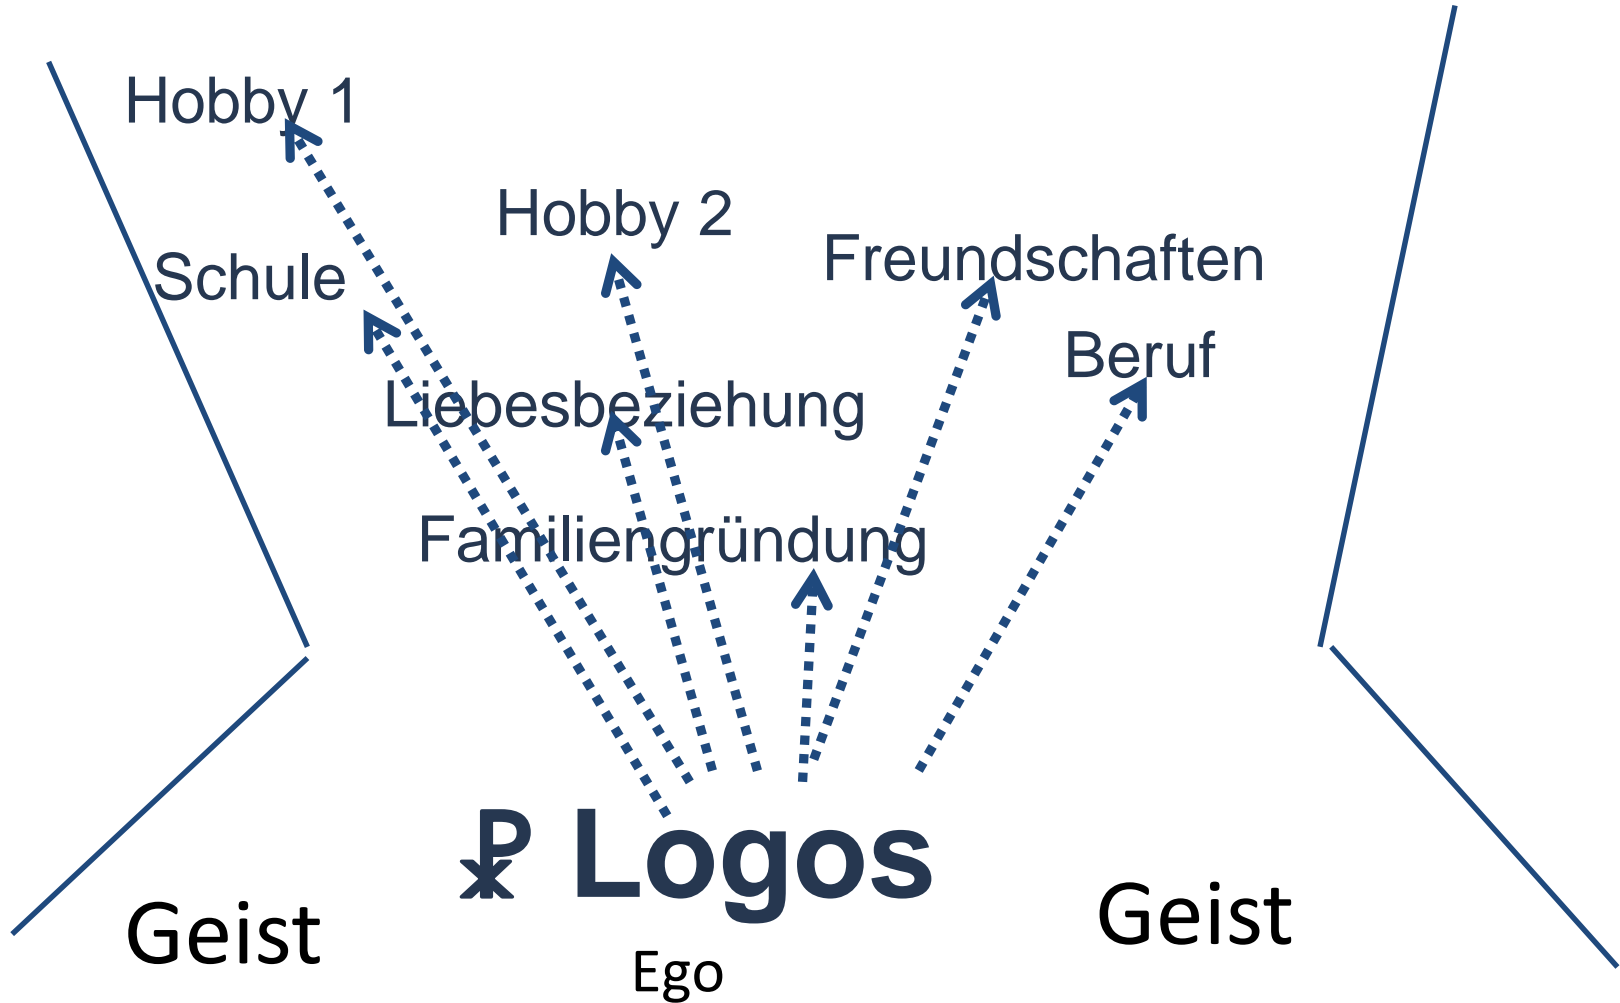 Hobby 1
Hobby 2
Freundschaften
Schule
Beruf
Liebesbeziehung
Familiengründung
☧ Logos
Geist
Geist
Ego